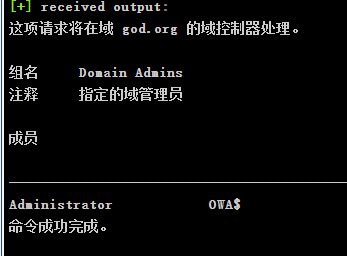 [+] received output:
这项请求将在域 god.org 的域控制器处理。
组名     Domain Admins
注释     指定的域管理员
成员
Administrator            OWA$
命令成功完成。